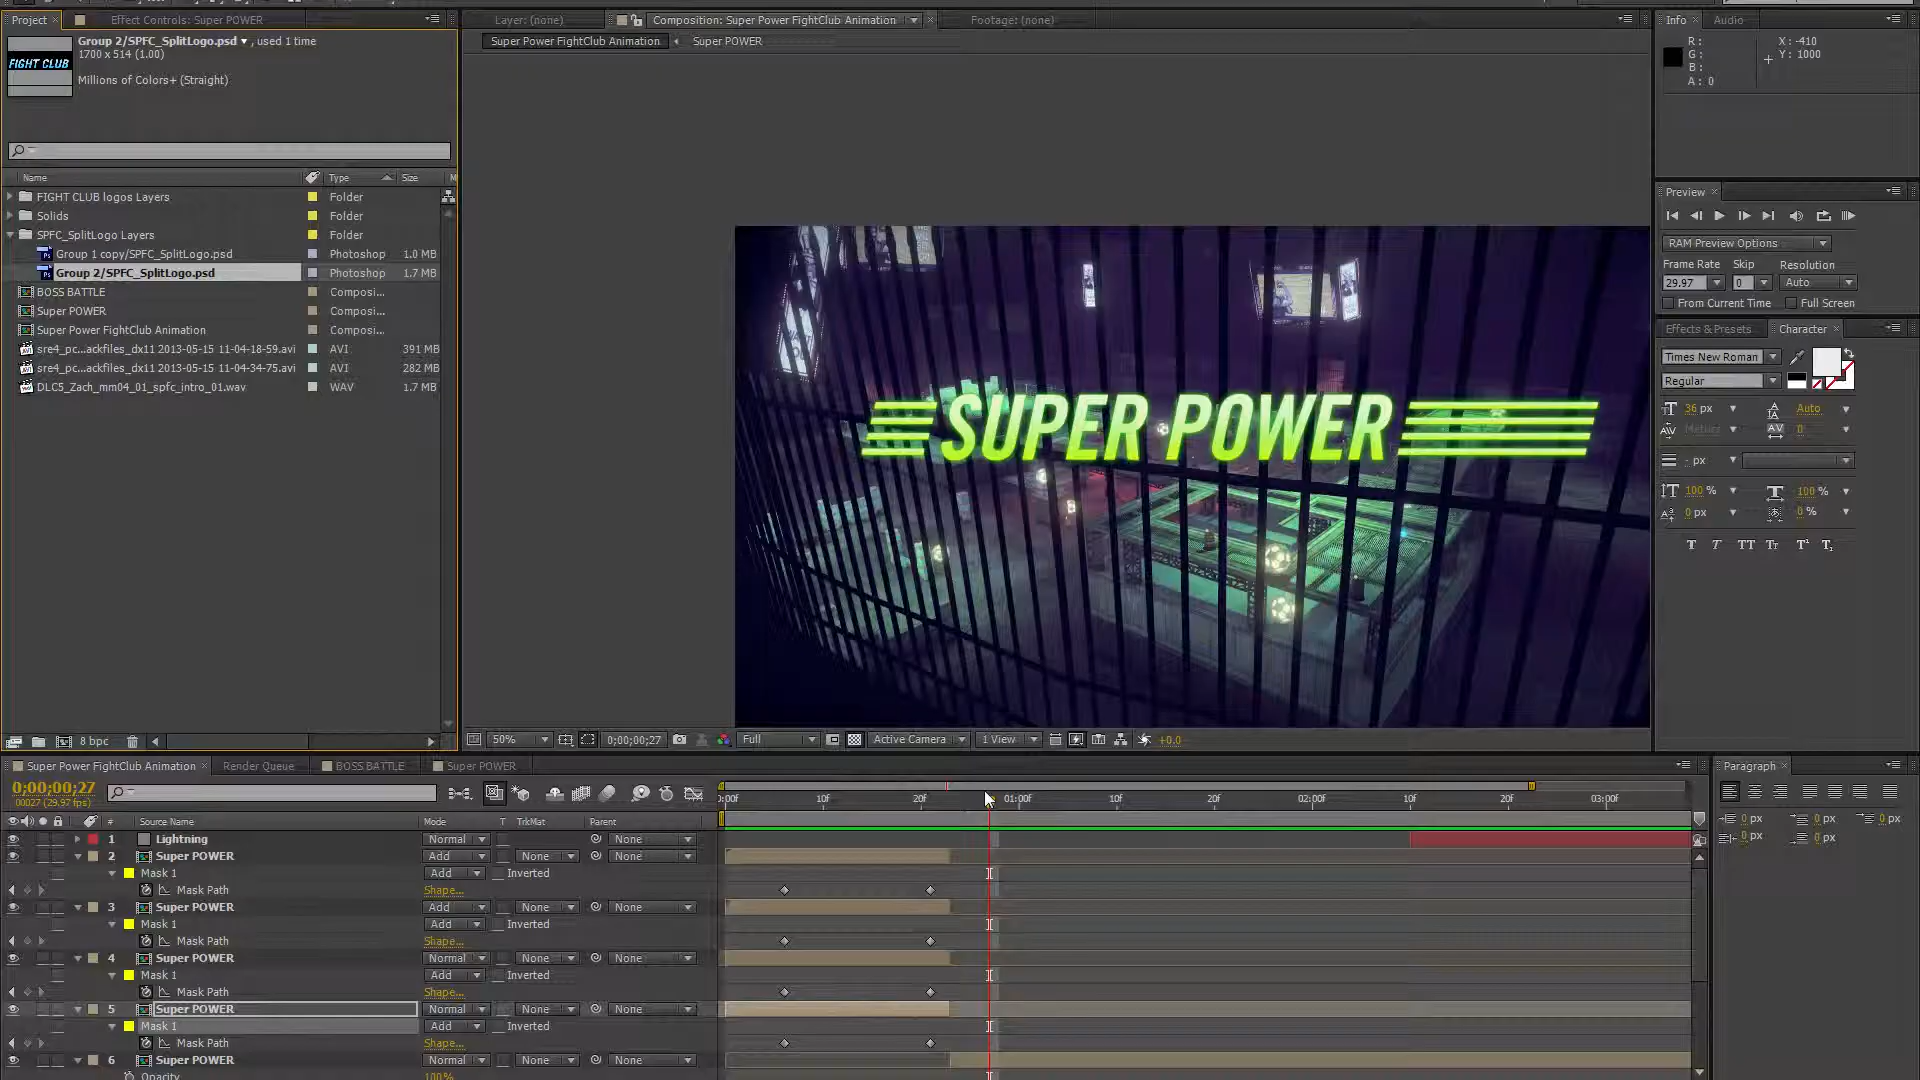 Project
Effect Controls: Super POWER
Layer: (none)
Composition: Super Power FightClub Animation
Footage: (none)
Info
Audio
Group 2/SPFC_SplitLogo.psd , used 1 time
1700 x 514 (1.00)
Millions of Colors+ (Straight)
FIGHT CLUB
Super Power FightClub Animation
Super POWER
R :
G :
B :
A : 0
X : -410
Y : 1000
Name
Type
Size
FIGHT CLUB logos Layers
Folder
Solids
Folder
SPFC_SplitLogo Layers
Folder
Group 1 copy/SPFC_SplitLogo.psd
Photoshop
1.0 MB
Group 2/SPFC_SplitLogo.psd
Photoshop
1.7 MB
BOSS BATTLE
Composi...
Super POWER
Composi...
Super Power FightClub Animation
Composi...
sre4_pc...ackfiles_dx11 2013-05-15 11-04-18-59.avi
AVI
391 MB
sre4_pc...ackfiles_dx11 2013-05-15 11-04-34-75.avi
AVI
282 MB
DLC5_Zach_mm04_01_spfc_intro_01.wav
WAV
1.7 MB
SUPER POWER
Preview
RAM Preview Options
Frame Rate
Skip
Resolution
29.97
0
Auto
From Current Time
Full Screen
Effects & Presets
Character
Times New Roman
Regular
36 px
Auto
Metrics
0
- px
100 %
100 %
0 px
0 %
8 bpc
50%
0;00;00;27
Full
Active Camera
1 View
+0.0
Super Power FightClub Animation
Render Queue
BOSS BATTLE
Super POWER
Paragraph
0;00;00;27
00027 (29.97 fps)
0:00f
10f
20f
01:00f
10f
20f
02:00f
10f
20f
03:00f
0 px
0 px
0 px
0 px
0 px
#
Source Name
Mode
T
TrkMat
Parent
1
Lightning
Normal
None
2
Super POWER
Add
None
None
Mask 1
Add
Inverted
Mask Path
Shape...
3
Super POWER
Add
None
None
Mask 1
Add
Inverted
Mask Path
Shape...
4
Super POWER
Normal
None
None
Mask 1
Add
Inverted
Mask Path
Shape...
5
Super POWER
Normal
None
None
Mask 1
Add
Inverted
Mask Path
Shape...
6
Super POWER
Normal
None
None
Opacity
100%